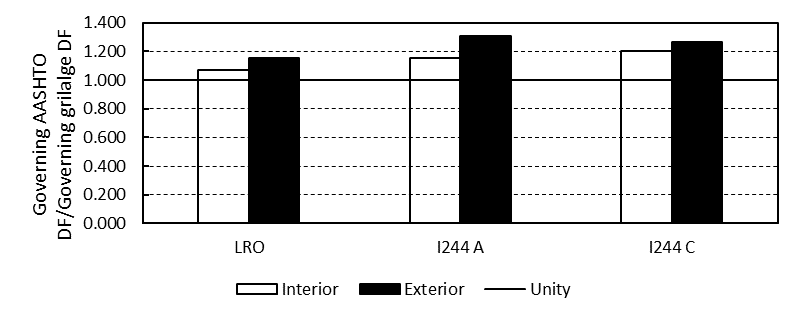 Governing AASHTO
DF/Governing grilalge DF
1.400
1.200
1.000
0.800
0.600
0.400
0.200
0.000
LRO
I244 A
I244 C
Interior
Exterior
Unity